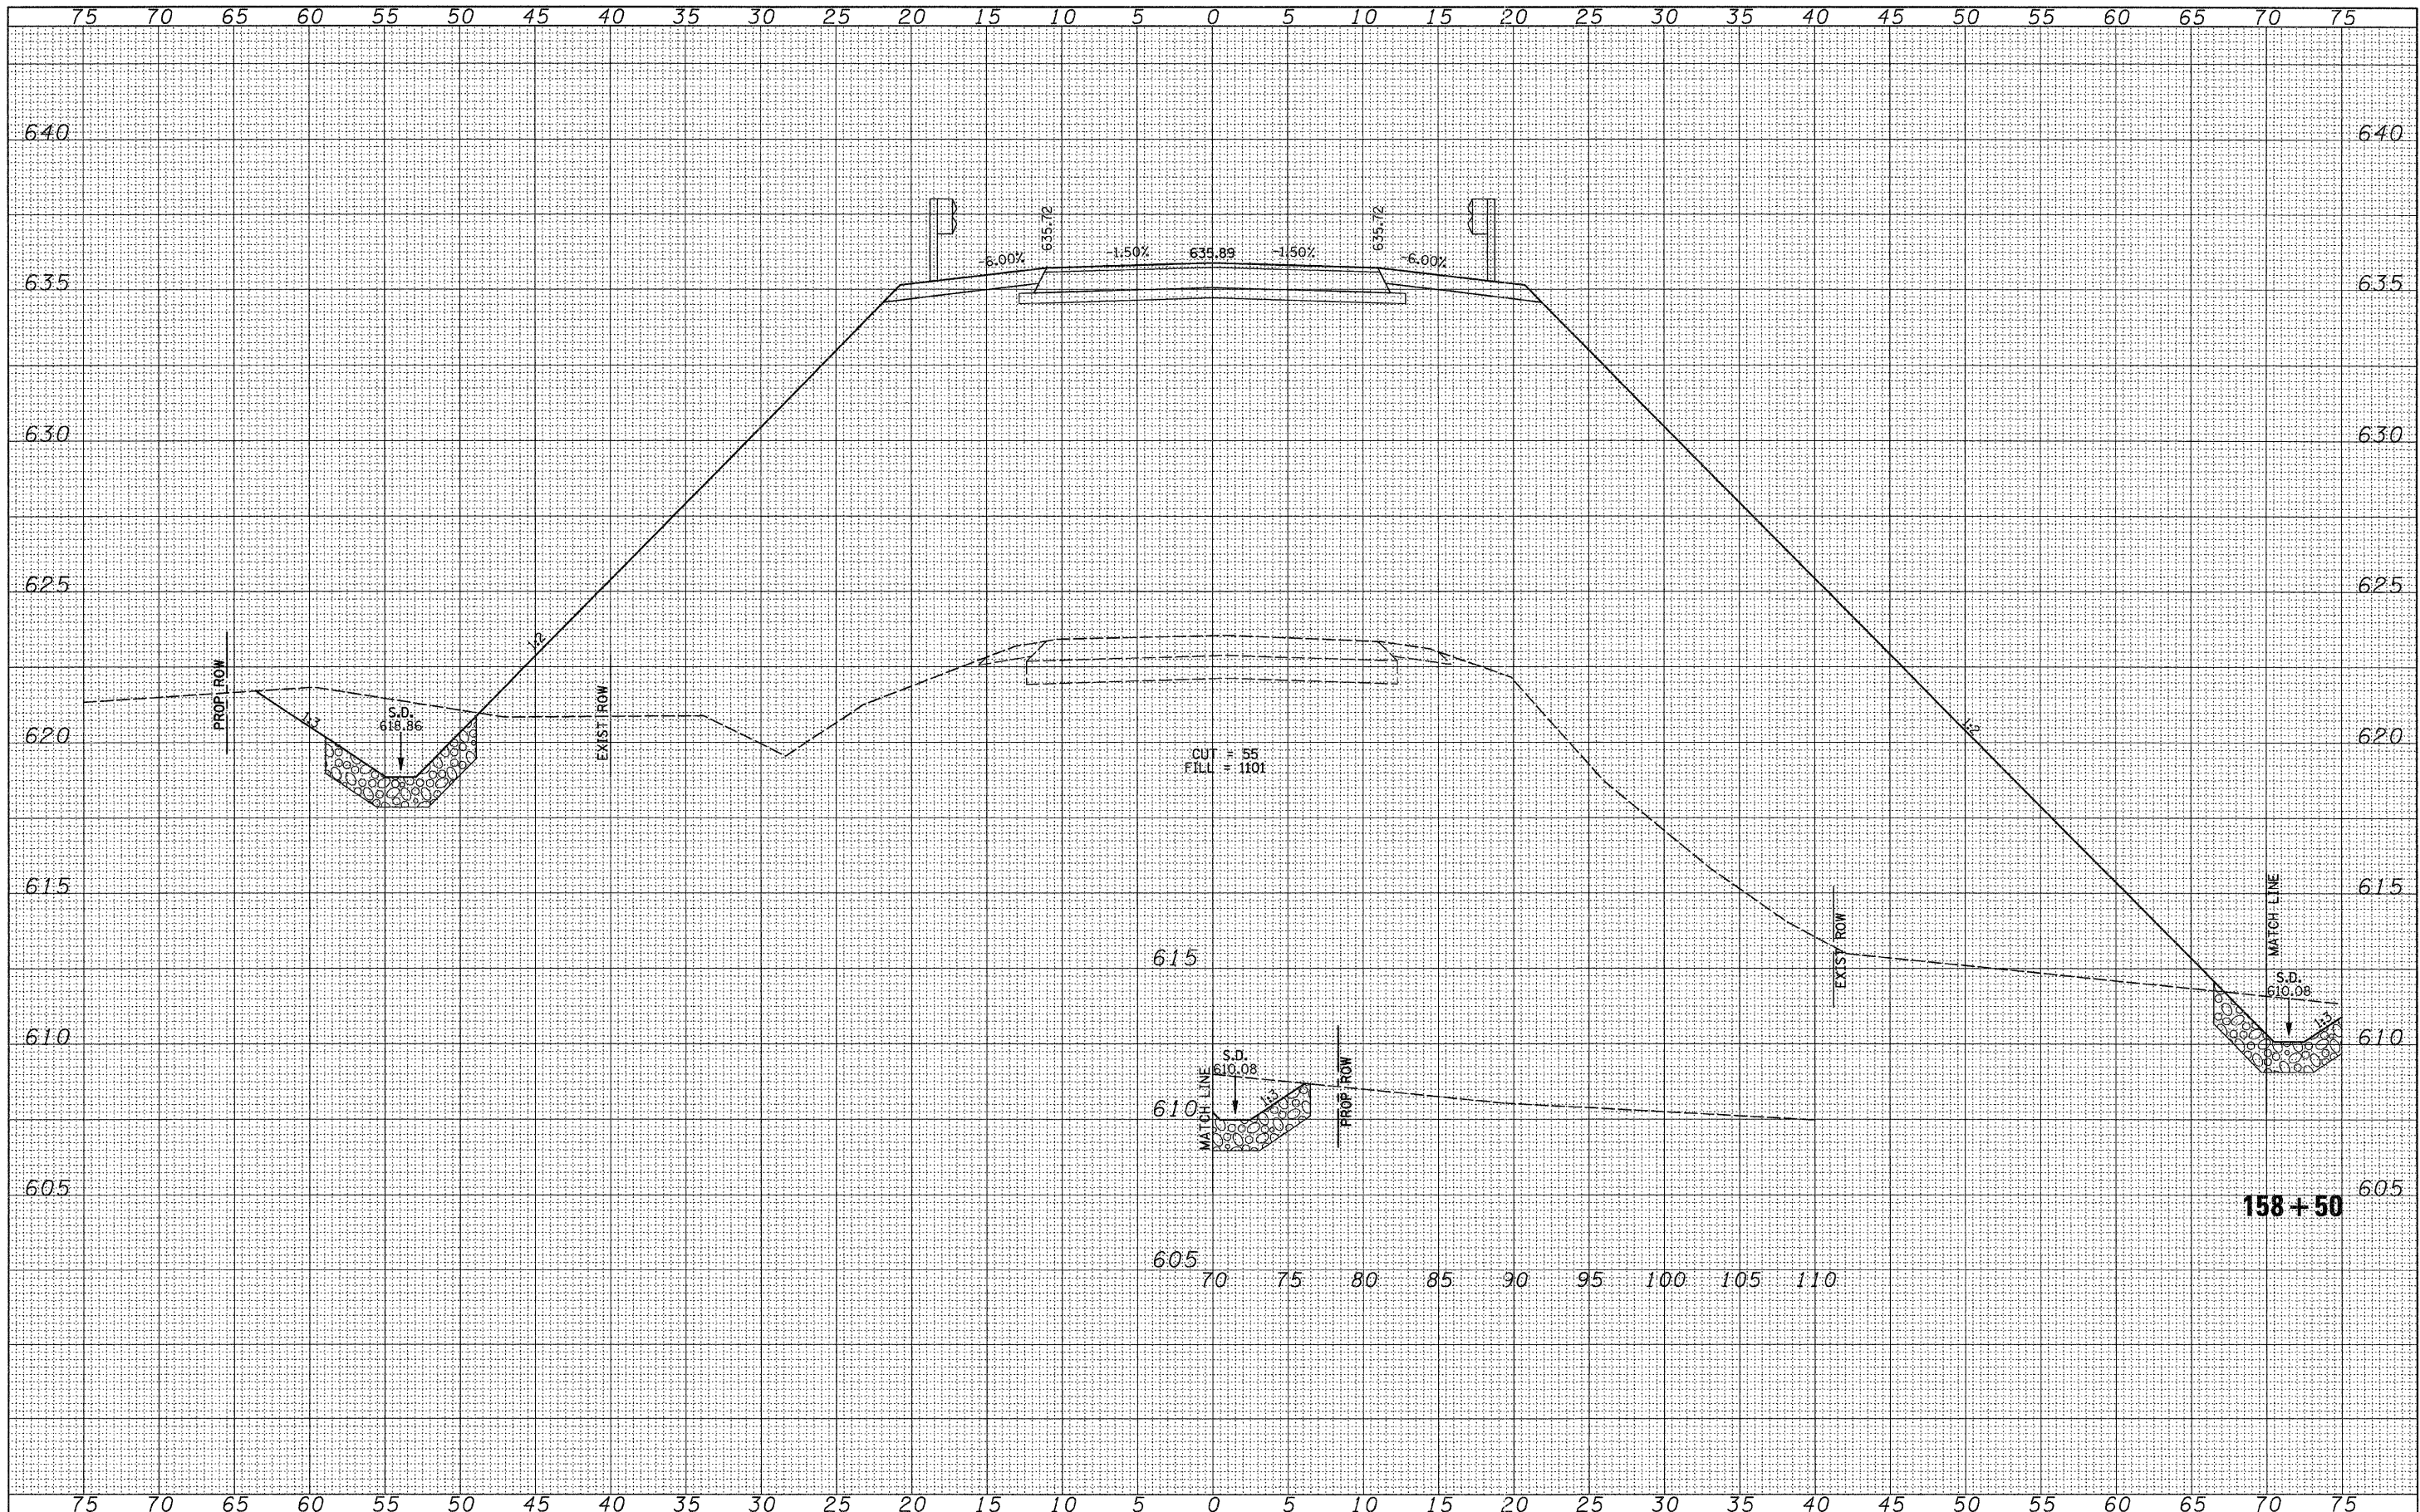 75 70 65 60 55 50 45 40 35 30 25 20 15 10 5 0 5 10 15 20 25 30 35 40 45 50 55 60 65 70 75
640 640
635.72 635.72
-6.00% -1.50% 635.89 -1.50% -6.00%
635 635
630 630
625 625
1:2
PROP ROW
EXIST ROW
1:3
S.D.
618.86
620 620
1:2
CUT = 55
FILL = 1101
615 615
MATCH LINE
EXIST ROW
615
S.D.
610.08
1:3
610 610
S.D.
610.08
MATCH LINE
1:3
PROP ROW
610
605 605
158+50
605
70 75 80 85 90 95 100 105 110
75 70 65 60 55 50 45 40 35 30 25 20 15 10 5 0 5 10 15 20 25 30 35 40 45 50 55 60 65 70 75